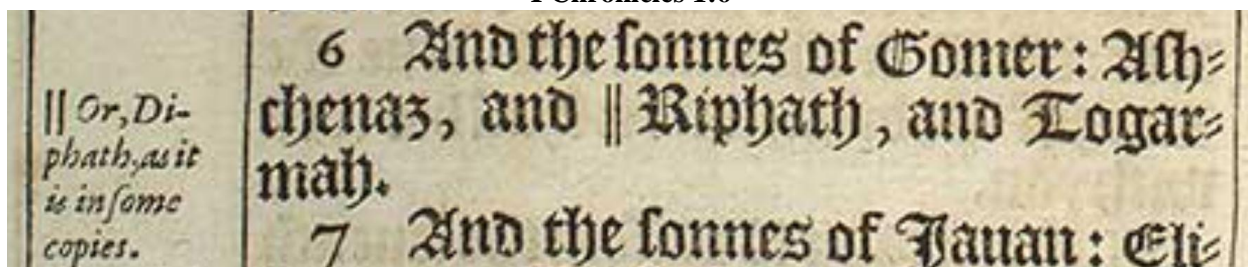 1 Chronicles 1:6
|| Or, Di-
phath, as it
is in ſome
copies.
6 And the ſonnes of Gomer: Aſh⸗
chenaz, and || Riphath, and Togar⸗
mah.
7 And the ſonnes of Iauan: Eli⸗